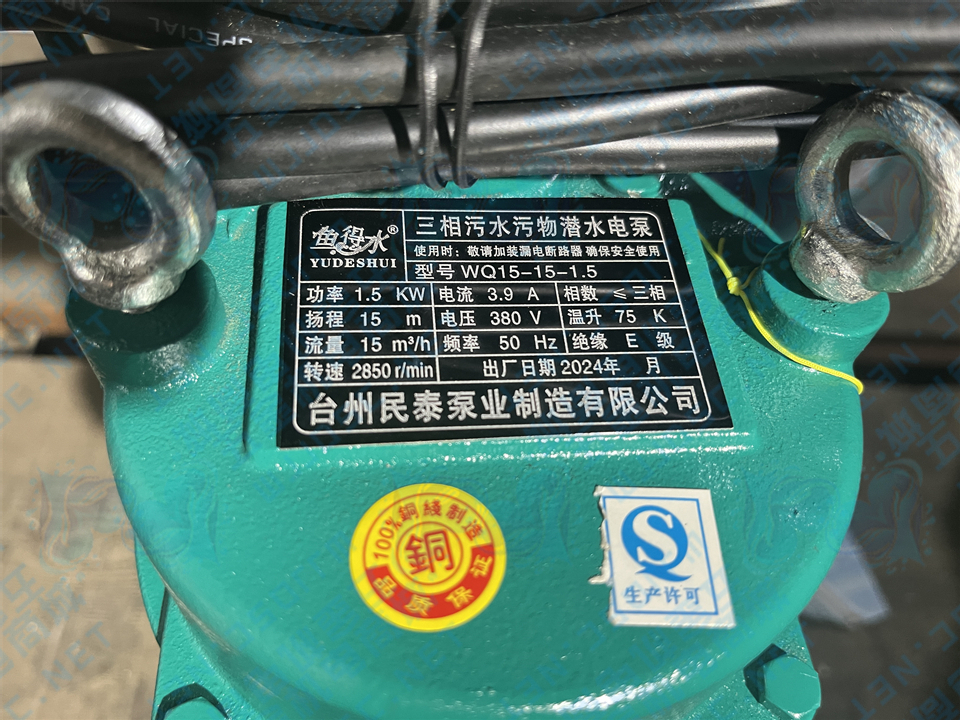 SPECIAL
鱼得水®
YUDESHUI
三相污水污物潜水电泵
使用时：敬请加装漏电断路器 确保安全使用
型号 WQ15-15-1.5
功率 1.5 KW 电流 3.9 A 相数 ≤ 三相
扬程 15 m 电压 380 V 温升 75 K
流量 15 m³/h 频率 50 Hz 绝缘 E 级
转速 2850 r/min 出厂日期 2024年 月
台州民泰泵业制造有限公司
100%銅綫制造
銅
品质保证
S
生产许可